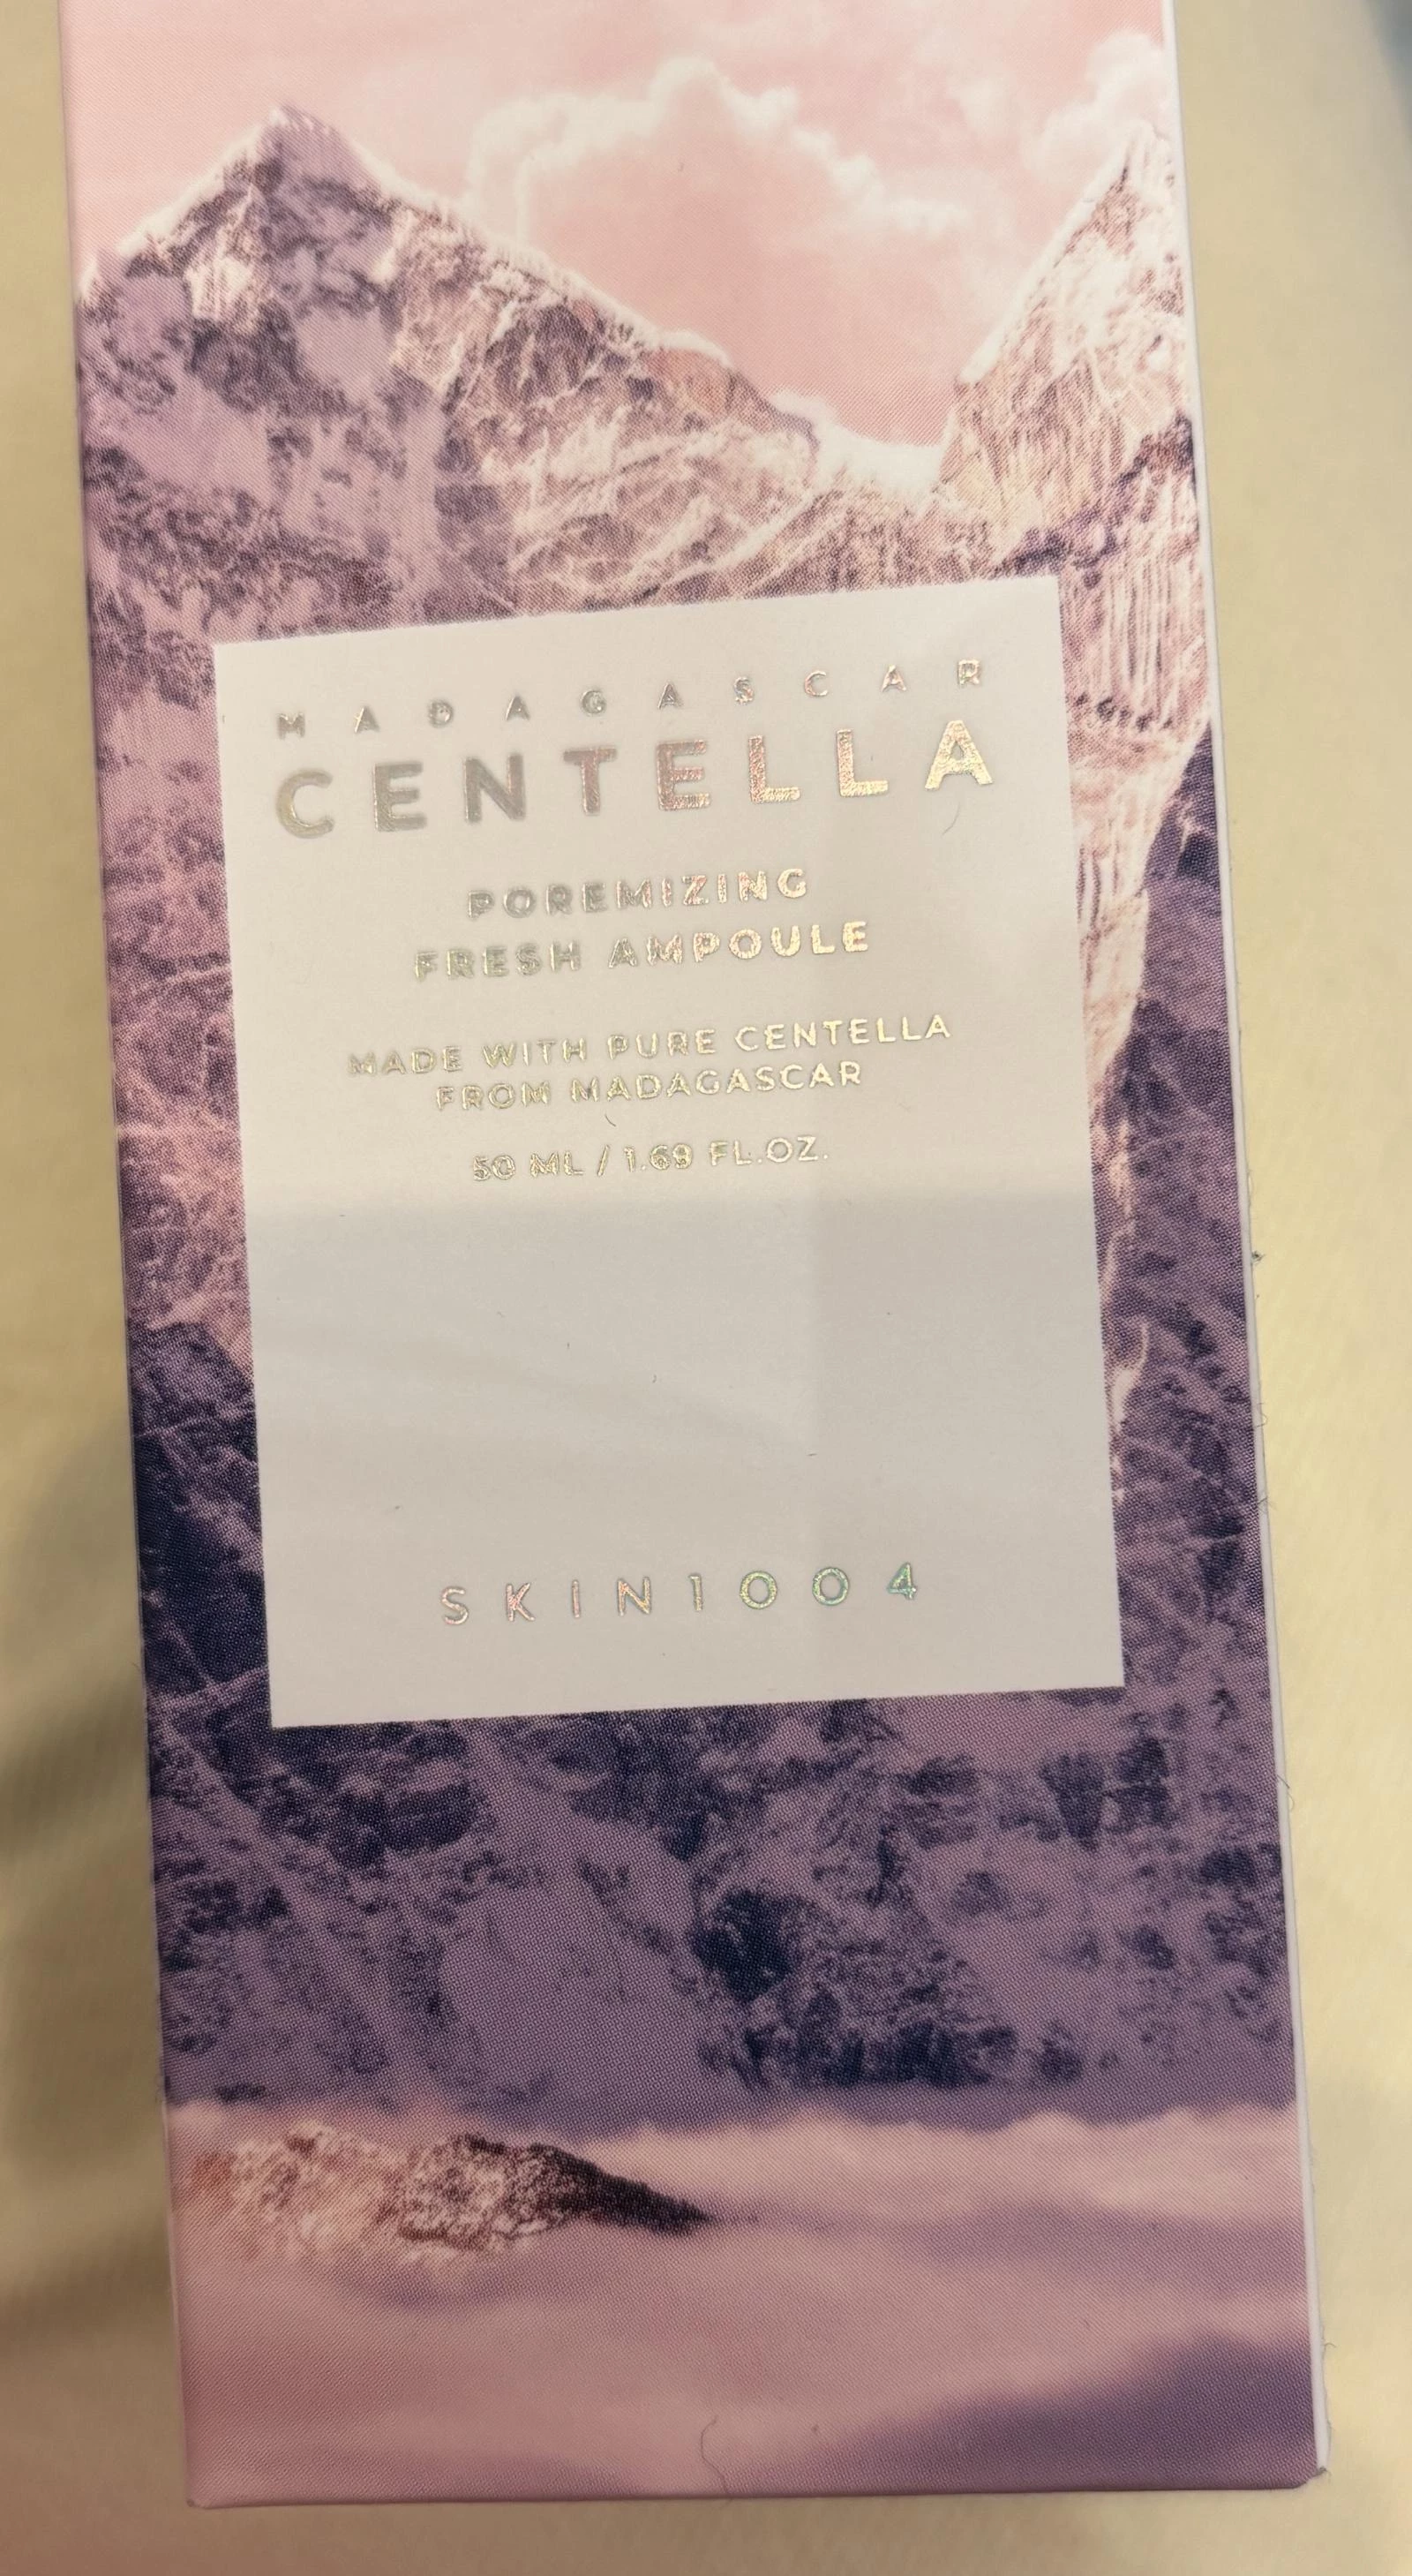 MADAGASCAR
CENTELLA
POREMIZING
FRESH AMPOULE
MADE WITH PURE CENTELLA
FROM MADAGASCAR
50 ML / 1.69 FL.OZ.
SKIN1004